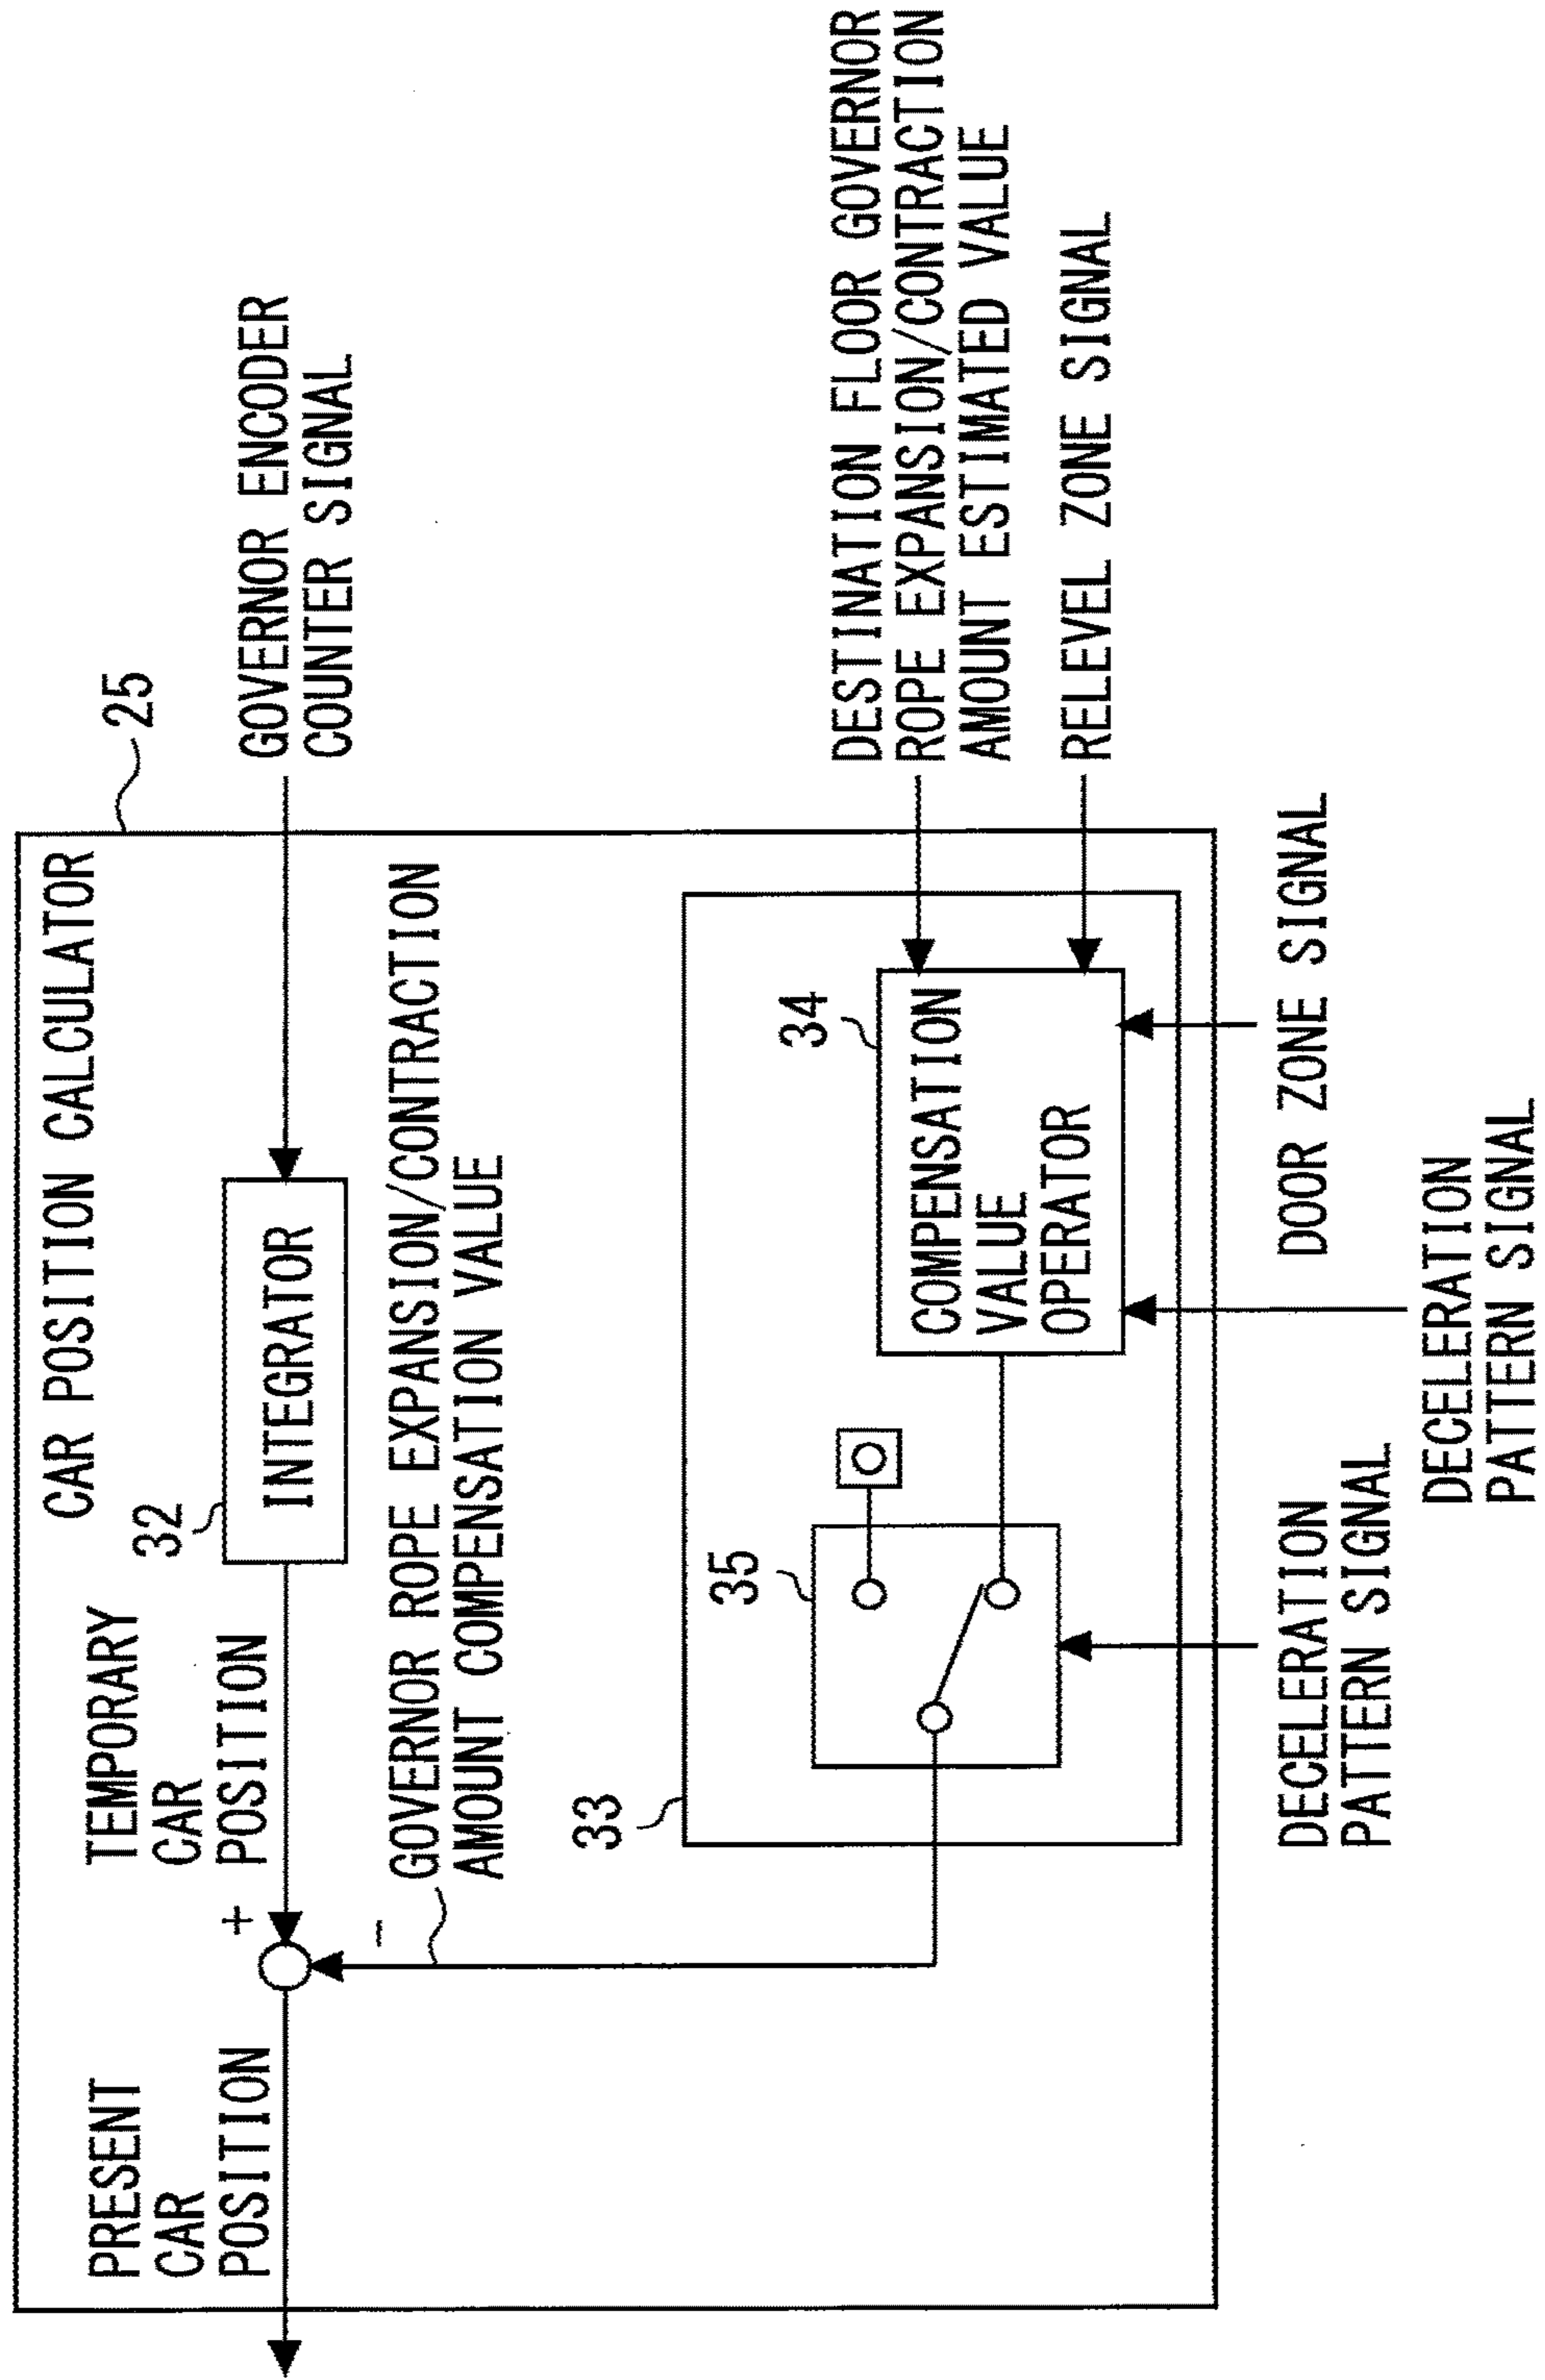 CAR POSITION CALCULATOR
25
PRESENT
CAR
POSITION
TEMPORARY
CAR
POSITION
+
-
32
INTEGRATOR
GOVERNOR ENCODER
COUNTER SIGNAL
GOVERNOR ROPE EXPANSION/CONTRACTION
AMOUNT COMPENSATION VALUE
33
35
0
34
COMPENSATION
VALUE
OPERATOR
DESTINATION FLOOR GOVERNOR
ROPE EXPANSION/CONTRACTION
AMOUNT ESTIMATED VALUE
RELEVEL ZONE SIGNAL
DECELERATION
PATTERN SIGNAL
DOOR ZONE SIGNAL
DECELERATION
PATTERN SIGNAL